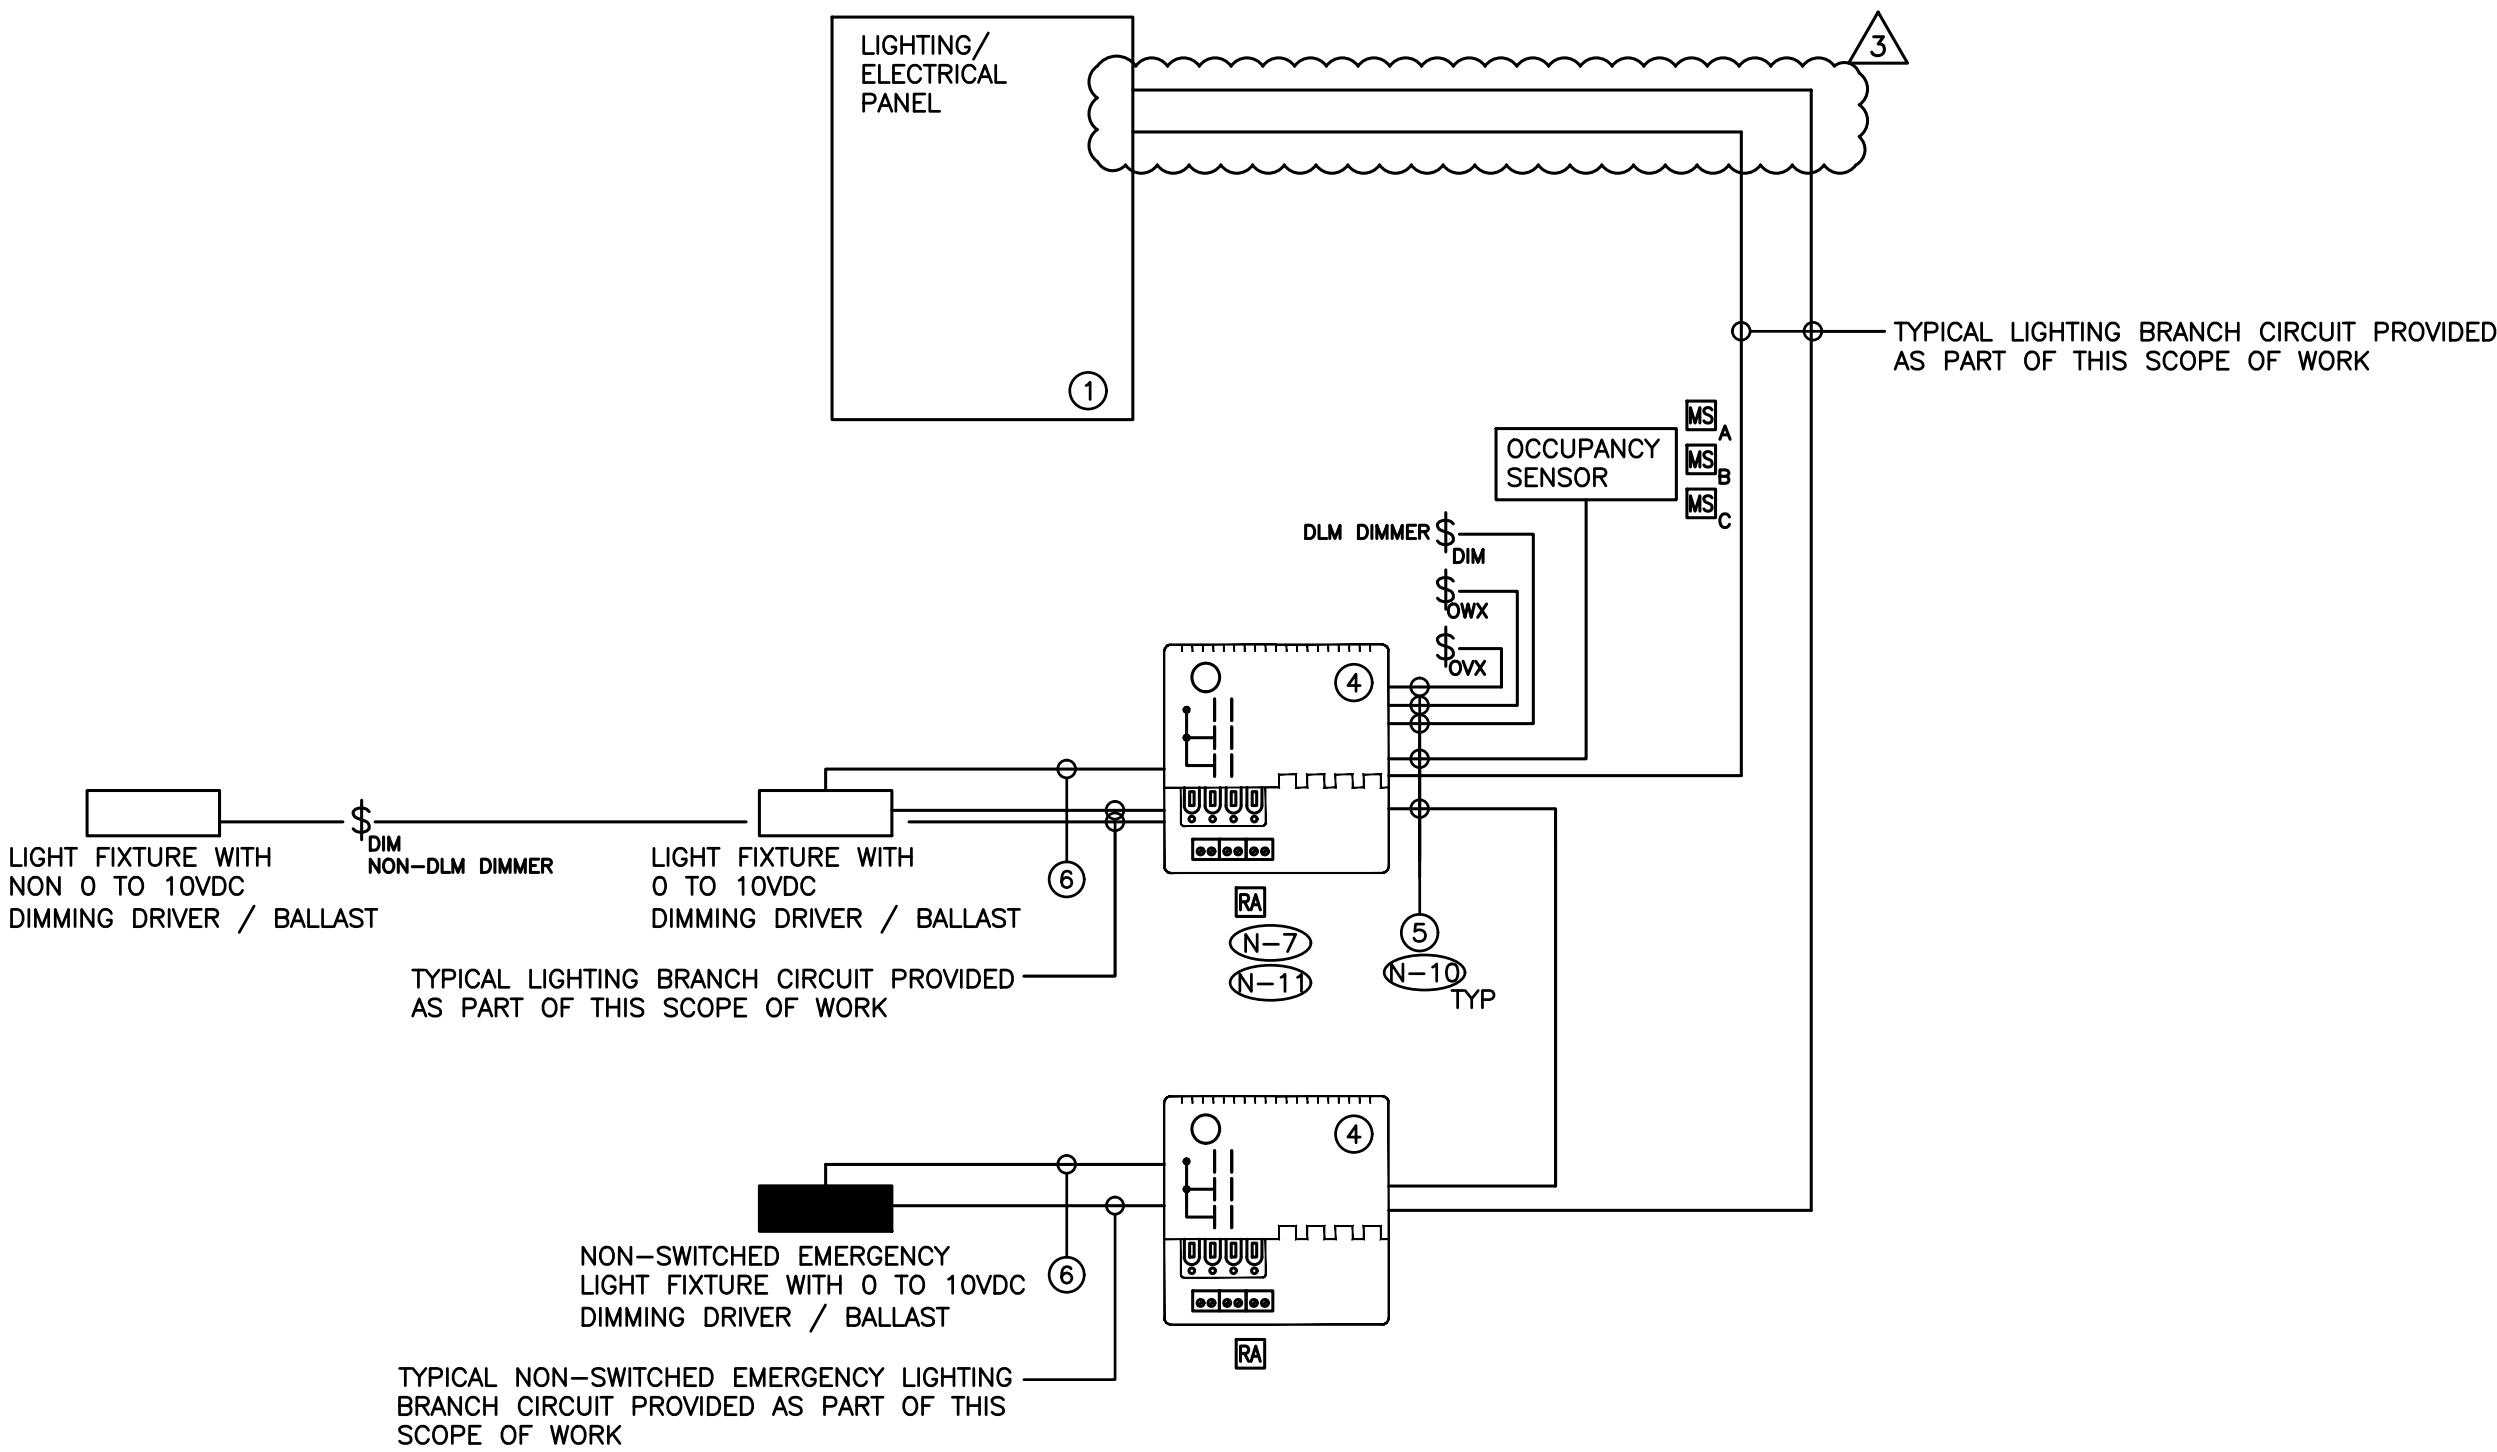 LIGHTING/
ELECTRICAL
PANEL
1
3
TYPICAL LIGHTING BRANCH CIRCUIT PROVIDED
AS PART OF THIS SCOPE OF WORK
OCCUPANCY
SENSOR
MS A
MS B
MS C
DLM DIMMER $ DIM
$ OWX
$ OVX
4
LIGHT FIXTURE WITH
NON 0 TO 10VDC
DIMMING DRIVER / BALLAST
$ DIM
NON-DLM DIMMER
LIGHT FIXTURE WITH
0 TO 10VDC
DIMMING DRIVER / BALLAST
6
RA
N-7
N-11
5
N-10
TYP
TYPICAL LIGHTING BRANCH CIRCUIT PROVIDED
AS PART OF THIS SCOPE OF WORK
4
NON-SWITCHED EMERGENCY
LIGHT FIXTURE WITH 0 TO 10VDC
DIMMING DRIVER / BALLAST
6
RA
TYPICAL NON-SWITCHED EMERGENCY LIGHTING
BRANCH CIRCUIT PROVIDED AS PART OF THIS
SCOPE OF WORK